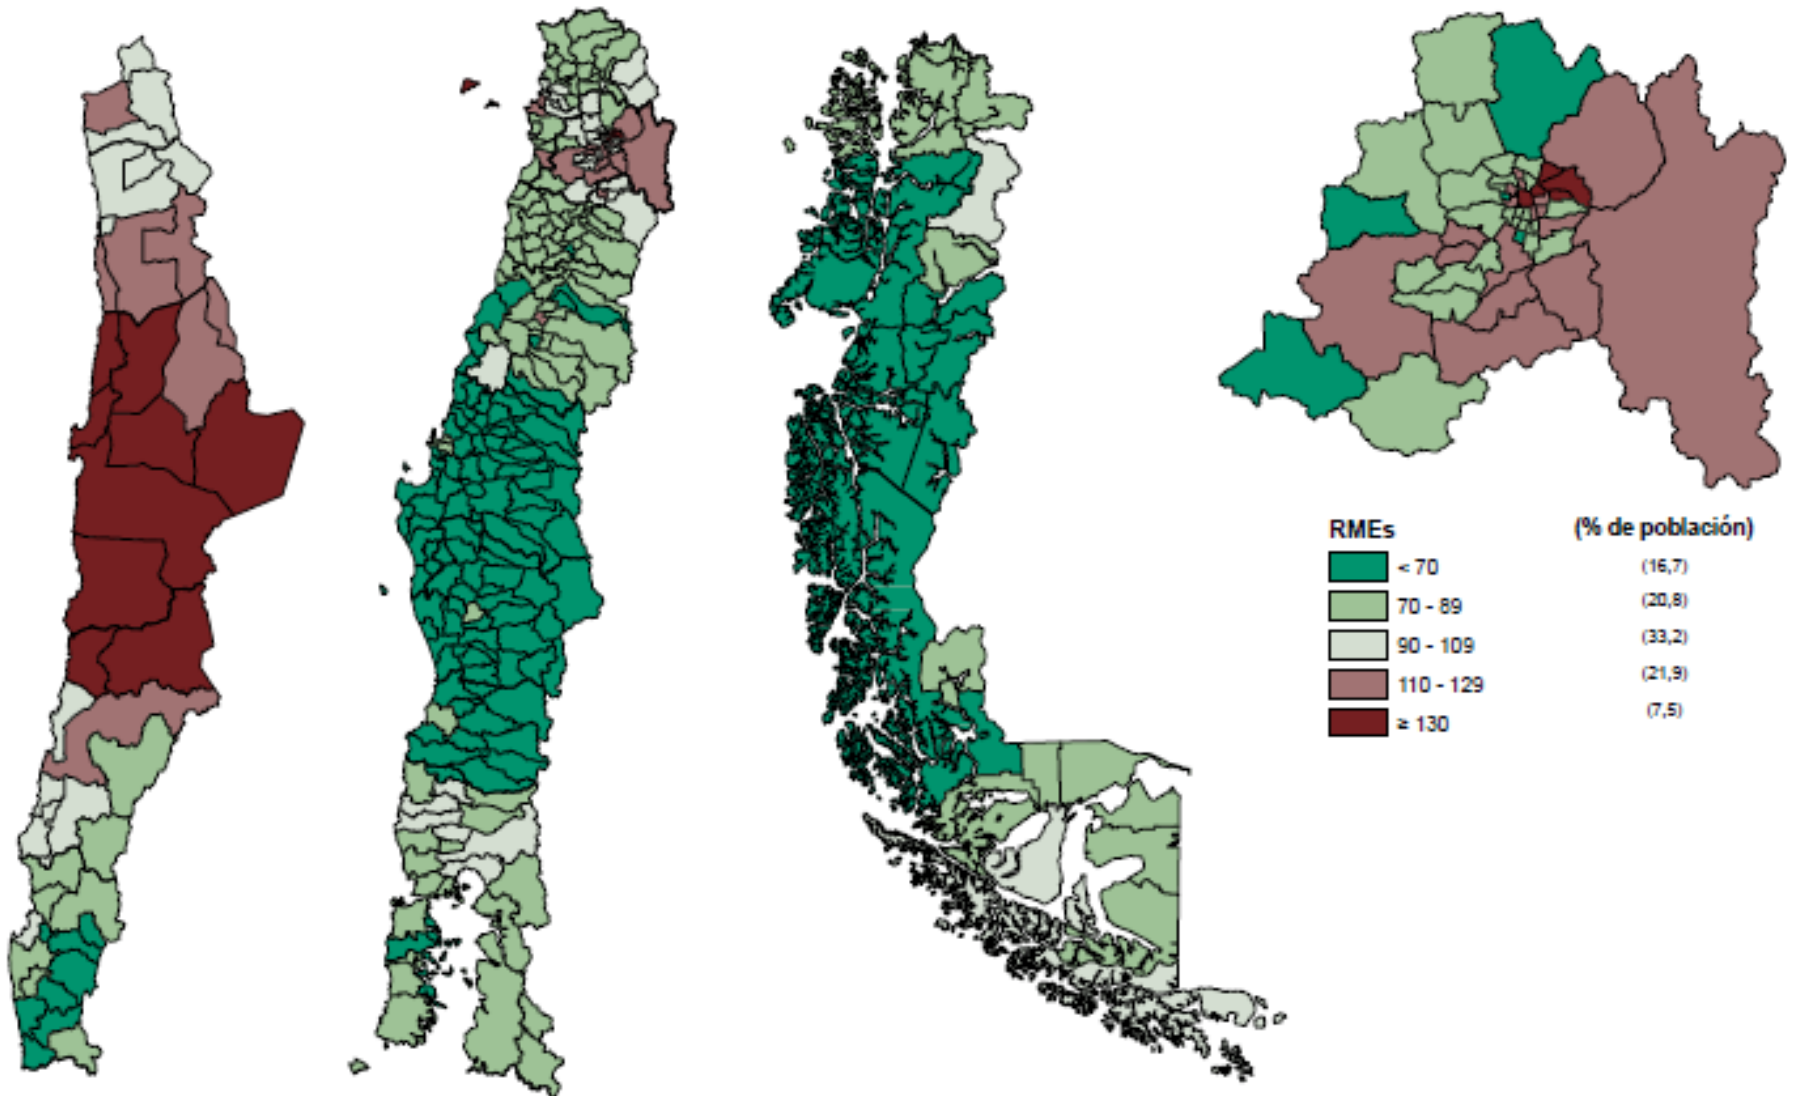 RMEs (% de población)
< 70 (16,7)
70 - 89 (20,8)
90 - 109 (33,2)
110 - 129 (21,9)
≥ 130 (7,5)